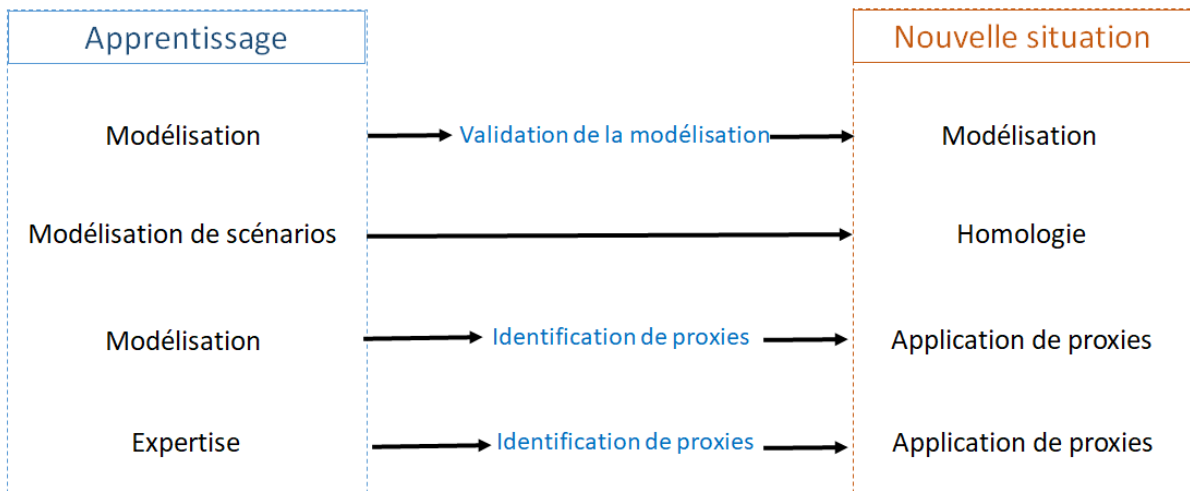 Apprentissage
Nouvelle situation
Modélisation
Validation de la modélisation
Modélisation
Modélisation de scénarios
Homologie
Modélisation
Identification de proxies
Application de proxies
Expertise
Identification de proxies
Application de proxies